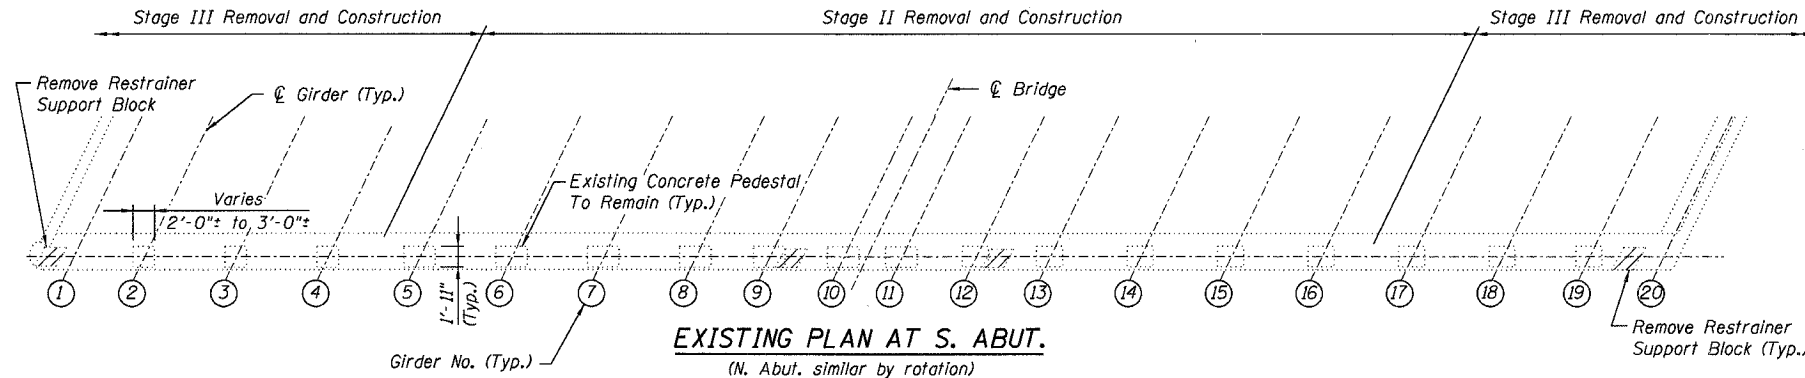 Stage III Removal and Construction
Stage II Removal and Construction
Stage III Removal and Construction
Remove Restrainer
Support Block
℄ Girder (Typ.)
℄ Bridge
Varies
2'-0"± to 3'-0"±
Existing Concrete Pedestal
To Remain (Typ.)
1 2 3 4 5 6 7 8 9 10 11 12 13 14 15 16 17 18 19 20
1'-11"
(Typ.)
Girder No. (Typ.)
EXISTING PLAN AT S. ABUT.
(N. Abut. similar by rotation)
Remove Restrainer
Support Block (Typ.)